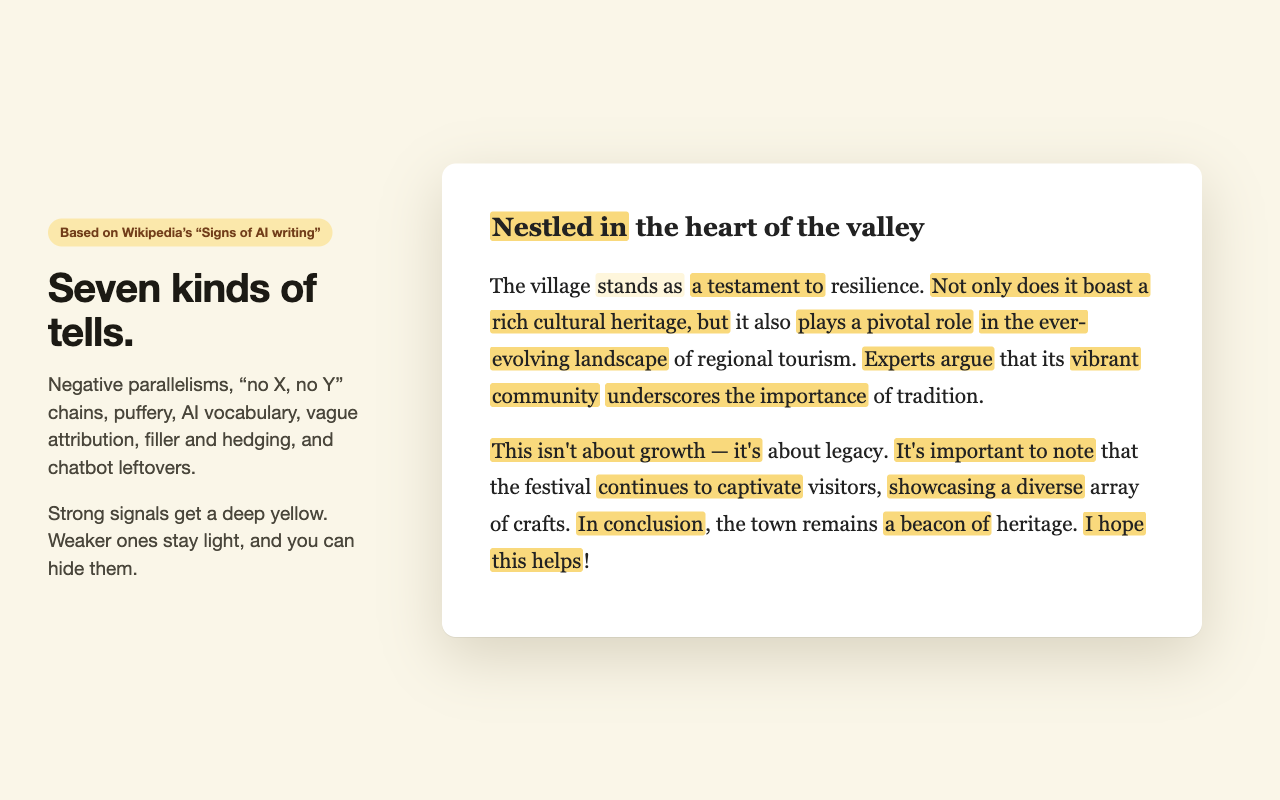 Based on Wikipedia’s “Signs of AI writing”
Seven kinds of
tells.
Negative parallelisms, “no X, no Y”
chains, puffery, AI vocabulary, vague
attribution, filler and hedging, and
chatbot leftovers.
Strong signals get a deep yellow.
Weaker ones stay light, and you can
hide them.
Nestled in the heart of the valley
The village stands as a testament to resilience. Not only does it boast a
rich cultural heritage, but it also plays a pivotal role in the ever-
evolving landscape of regional tourism. Experts argue that its vibrant
community underscores the importance of tradition.
This isn't about growth — it's about legacy. It's important to note that
the festival continues to captivate visitors, showcasing a diverse array
of crafts. In conclusion, the town remains a beacon of heritage. I hope
this helps!